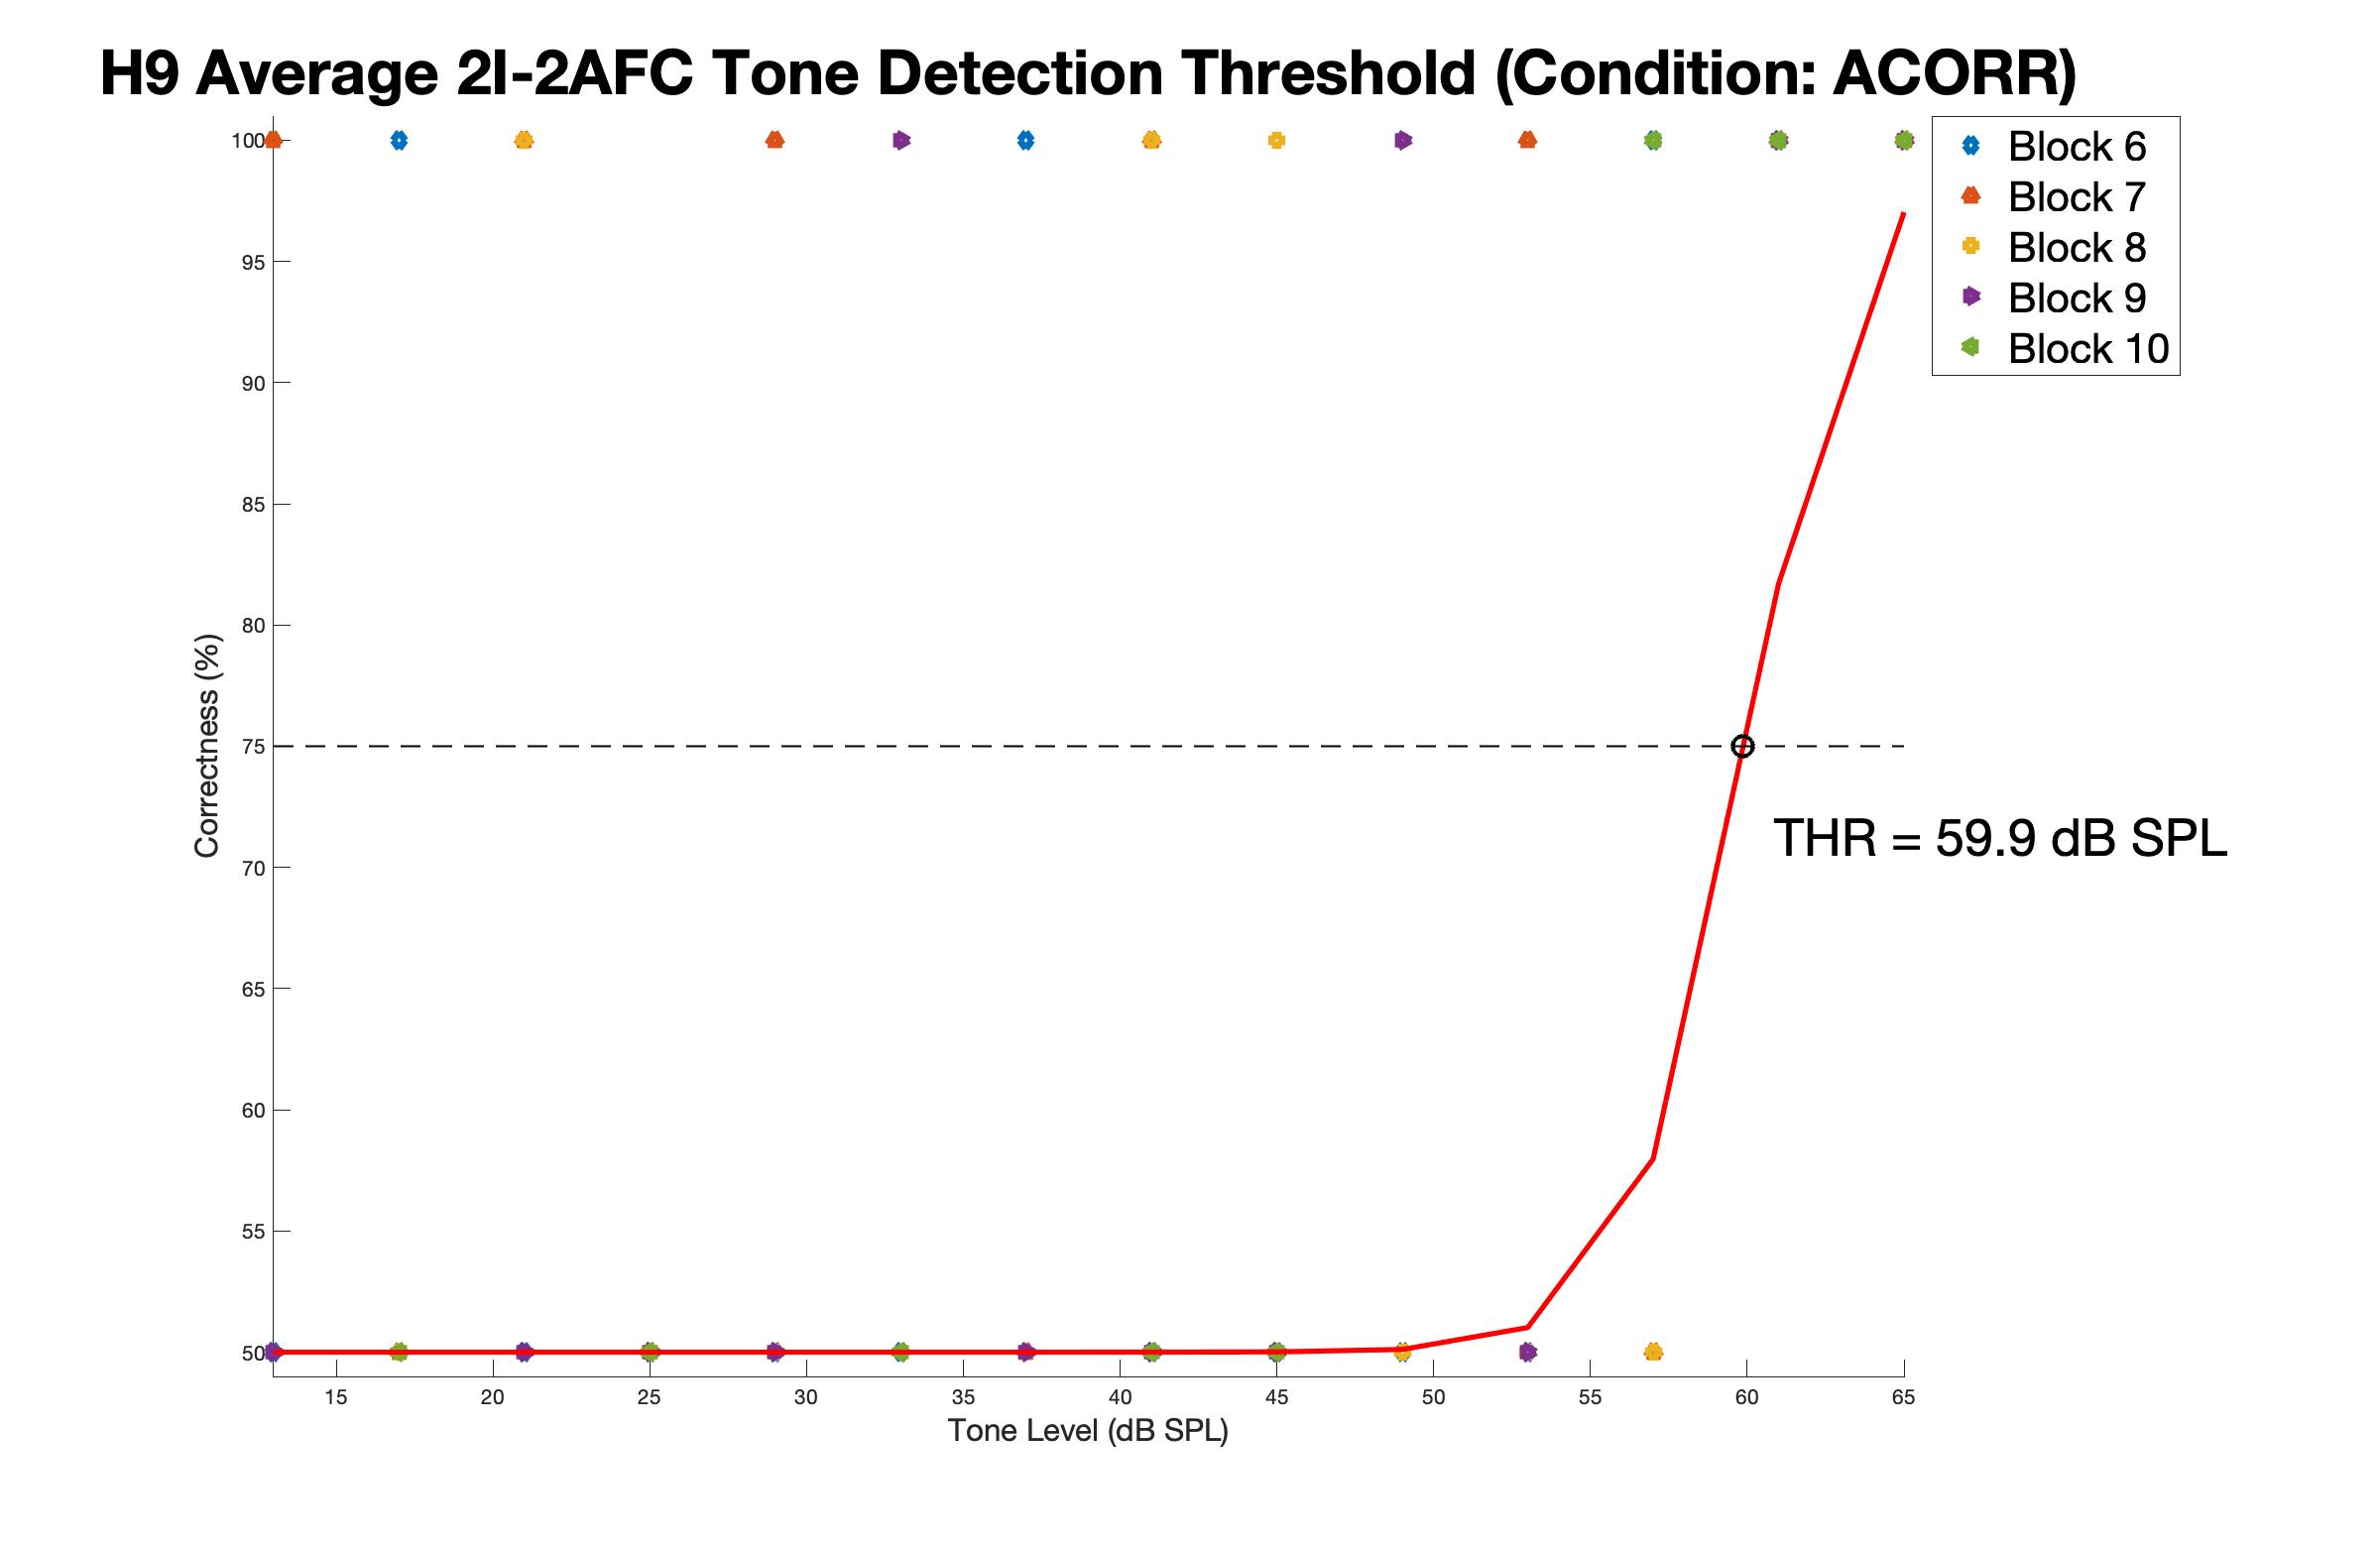 H9 Average 2I-2AFC Tone Detection Threshold (Condition: ACORR)
100
95
90
85
80
75
70
65
60
55
50
Correctness (%)
Block 6
Block 7
Block 8
Block 9
Block 10
THR = 59.9 dB SPL
15 20 25 30 35 40 45 50 55 60 65
Tone Level (dB SPL)